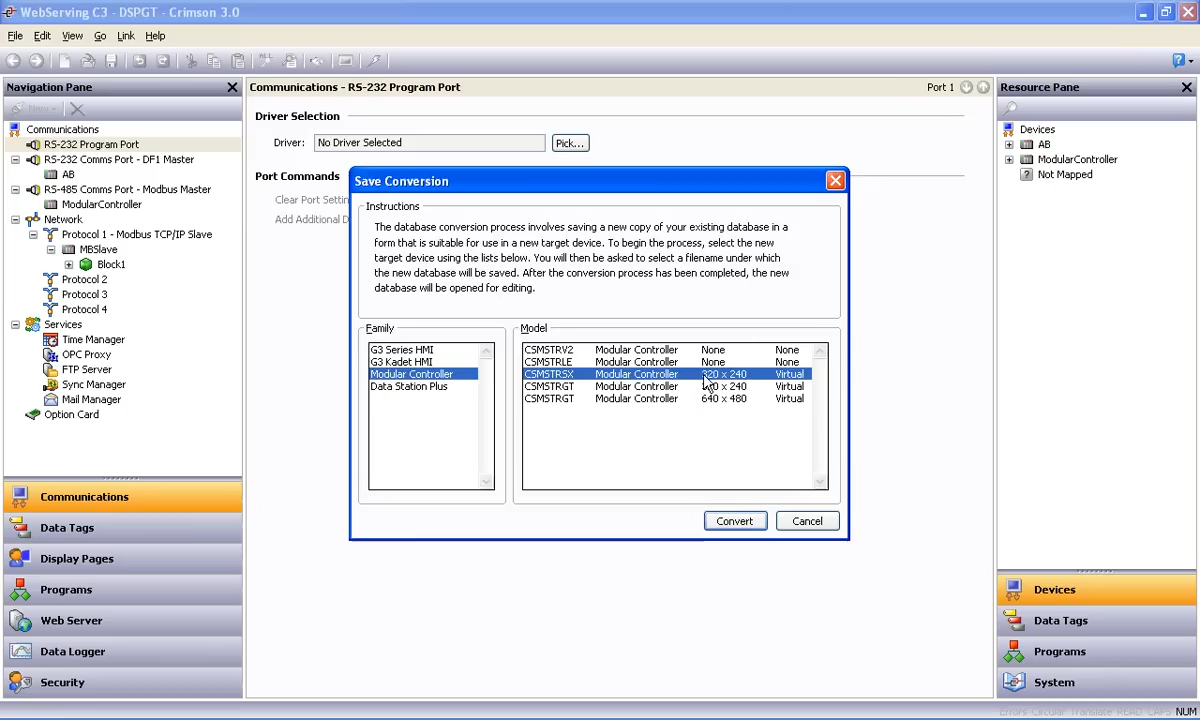 WebServing C3 - DSPGT - Crimson 3.0
File Edit View Go Link Help
Navigation Pane
New
Communications
RS-232 Program Port
RS-232 Comms Port - DF1 Master
AB
RS-485 Comms Port - Modbus Master
ModularController
Network
Protocol 1 - Modbus TCP/IP Slave
MBSlave
Block1
Protocol 2
Protocol 3
Protocol 4
Services
Time Manager
OPC Proxy
FTP Server
Sync Manager
Mail Manager
Option Card
Communications
Data Tags
Display Pages
Programs
Web Server
Data Logger
Security
Communications - RS-232 Program Port
Port 1
Driver Selection
Driver: No Driver Selected Pick...
Port Commands
Clear Port Settin
Add Additional D
Save Conversion
Instructions
The database conversion process involves saving a new copy of your existing database in a
form that is suitable for use in a new target device. To begin the process, select the new
target device using the lists below. You will then be asked to select a filename under which
the new database will be saved. After the conversion process has been completed, the new
database will be opened for editing.
Family
G3 Series HMI
G3 Kadet HMI
Modular Controller
Data Station Plus
Model
CSMSTRV2 Modular Controller None None
CSMSTRLE Modular Controller None None
CSMSTRSX Modular Controller 320 x 240 Virtual
CSMSTRGT Modular Controller x 240 Virtual
CSMSTRGT Modular Controller 640 x 480 Virtual
Convert Cancel
Resource Pane
Devices
AB
ModularController
Not Mapped
Devices
Data Tags
Programs
System
Errors Circular Translate READ CAPS NUM